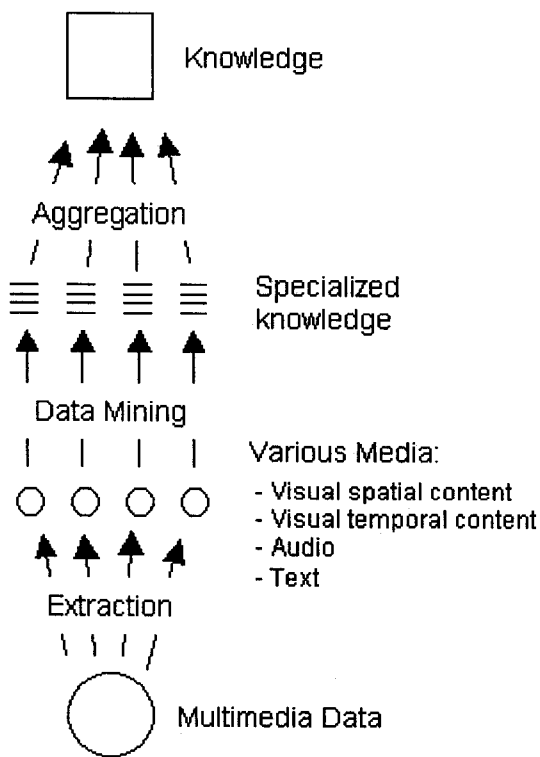 Knowledge
Aggregation
Specialized
knowledge
Data Mining
Various Media:
- Visual spatial content
- Visual temporal content
- Audio
- Text
Extraction
Multimedia Data